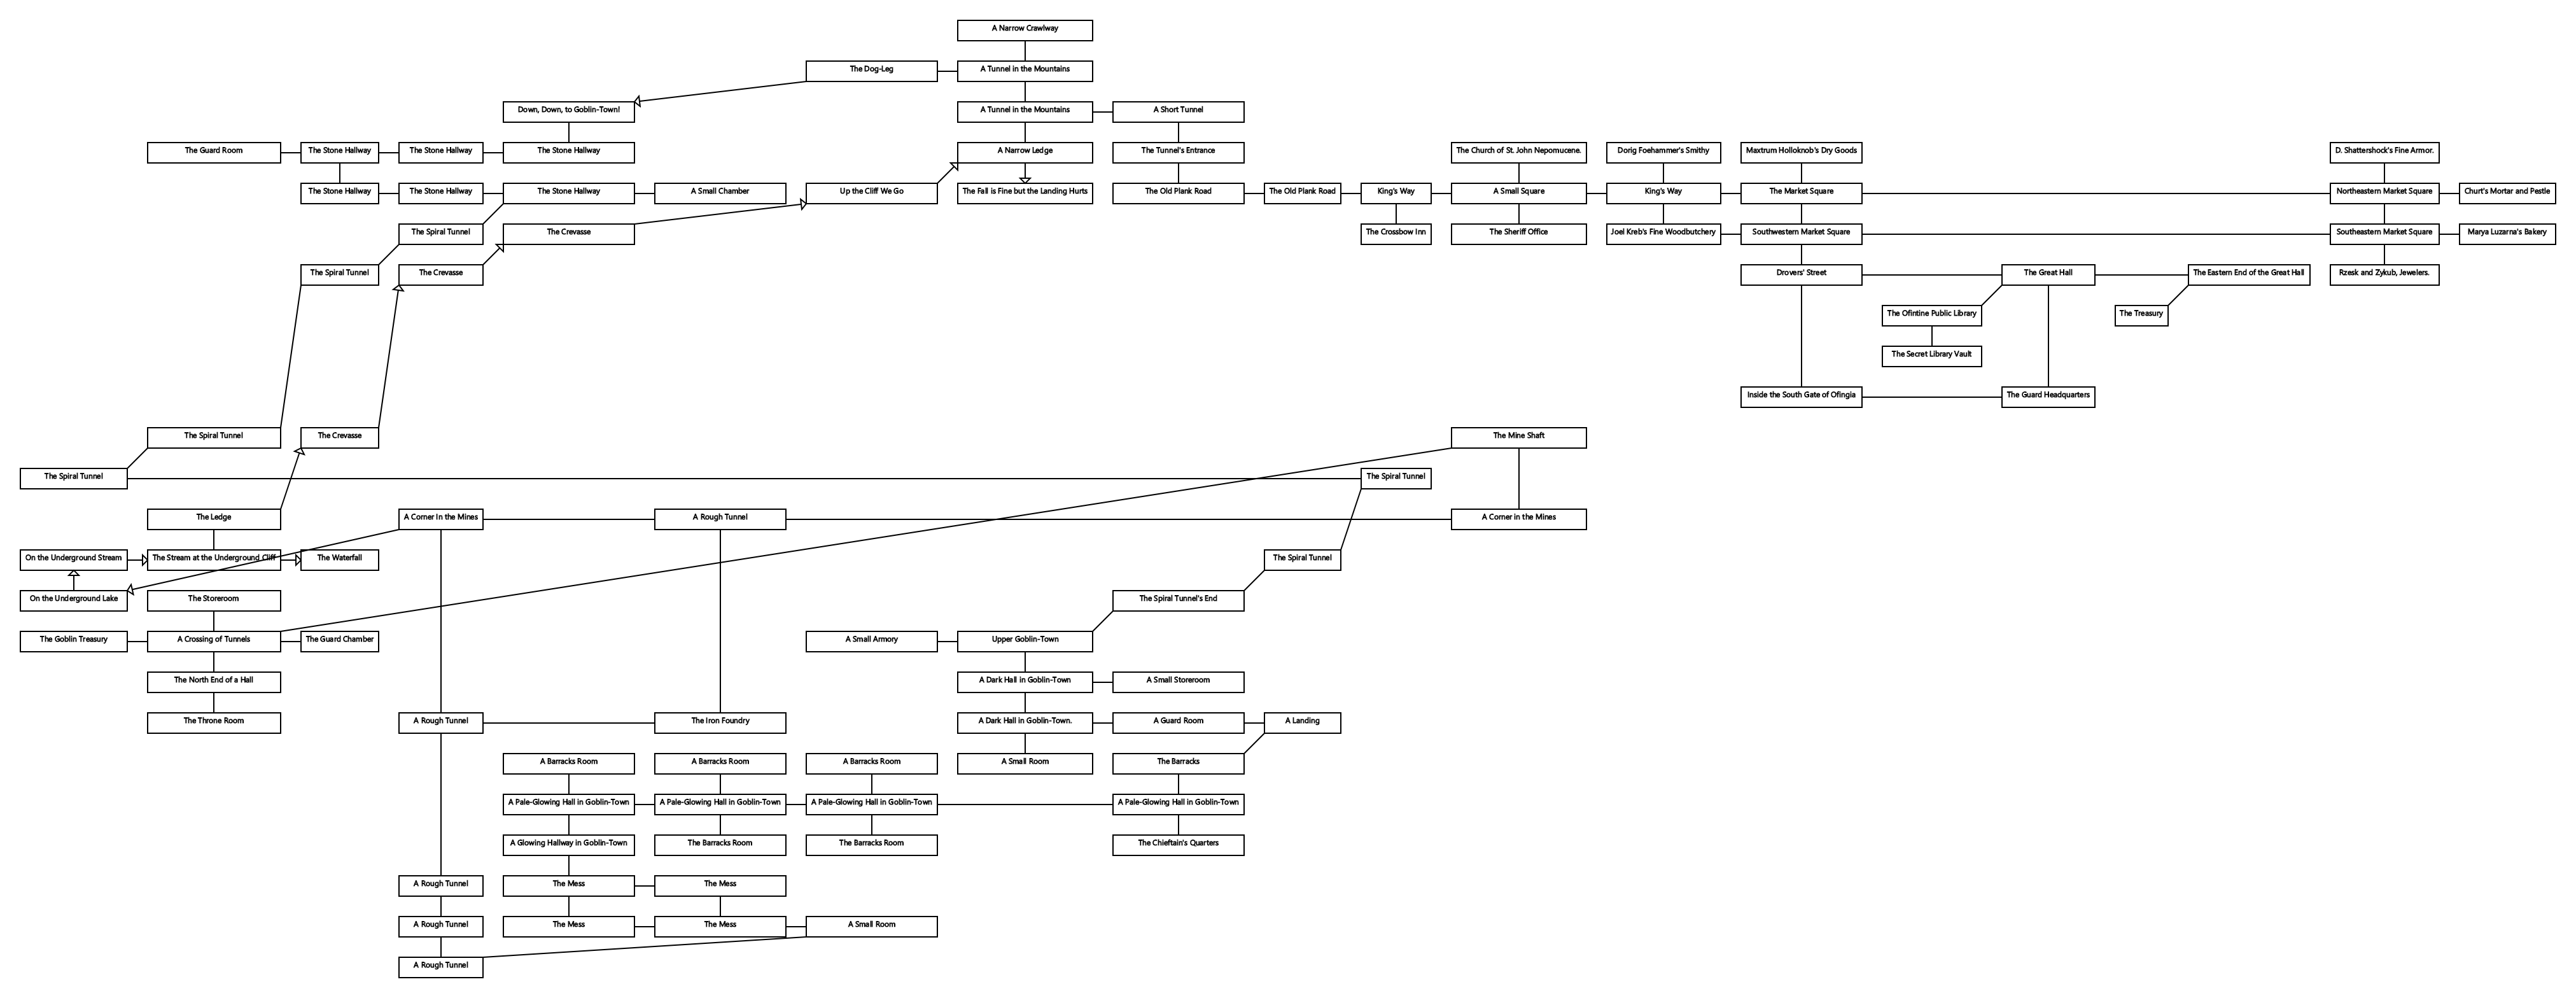 A Narrow Crawlway
The Dog-Leg
A Tunnel in the Mountains
Down, Down, to Goblin-Town!
A Tunnel in the Mountains
A Short Tunnel
The Guard Room
The Stone Hallway
The Stone Hallway
The Stone Hallway
A Narrow Ledge
The Tunnel's Entrance
The Church of St. John Nepomucene.
Dorig Foehammer's Smithy
Maxtrum Holloknob's Dry Goods
D. Shattershock's Fine Armor.
The Stone Hallway
The Stone Hallway
The Stone Hallway
A Small Chamber
Up the Cliff We Go
The Fall is Fine but the Landing Hurts
The Old Plank Road
The Old Plank Road
King's Way
A Small Square
King's Way
The Market Square
Northeastern Market Square
Churt's Mortar and Pestle
The Spiral Tunnel
The Crevasse
The Crossbow Inn
The Sheriff Office
Joel Kreb's Fine Woodbutchery
Southwestern Market Square
Southeastern Market Square
Marya Luzarna's Bakery
The Spiral Tunnel
The Crevasse
Drovers' Street
The Great Hall
The Eastern End of the Great Hall
Rzesk and Zykub, Jewelers.
The Ofintine Public Library
The Treasury
The Secret Library Vault
Inside the South Gate of Ofingia
The Guard Headquarters
The Spiral Tunnel
The Crevasse
The Mine Shaft
The Spiral Tunnel
The Spiral Tunnel
The Ledge
A Corner In the Mines
A Rough Tunnel
A Corner in the Mines
On the Underground Stream
The Stream at the Underground Cliff
The Waterfall
The Spiral Tunnel
On the Underground Lake
The Storeroom
The Spiral Tunnel's End
The Goblin Treasury
A Crossing of Tunnels
The Guard Chamber
A Small Armory
Upper Goblin-Town
The North End of a Hall
A Dark Hall in Goblin-Town
A Small Storeroom
The Throne Room
A Rough Tunnel
The Iron Foundry
A Dark Hall in Goblin-Town.
A Guard Room
A Landing
A Barracks Room
A Barracks Room
A Barracks Room
A Small Room
The Barracks
A Pale-Glowing Hall in Goblin-Town
A Pale-Glowing Hall in Goblin-Town
A Pale-Glowing Hall in Goblin-Town
A Pale-Glowing Hall in Goblin-Town
A Glowing Hallway in Goblin-Town
The Barracks Room
The Barracks Room
The Chieftain's Quarters
A Rough Tunnel
The Mess
The Mess
A Rough Tunnel
The Mess
The Mess
A Small Room
A Rough Tunnel